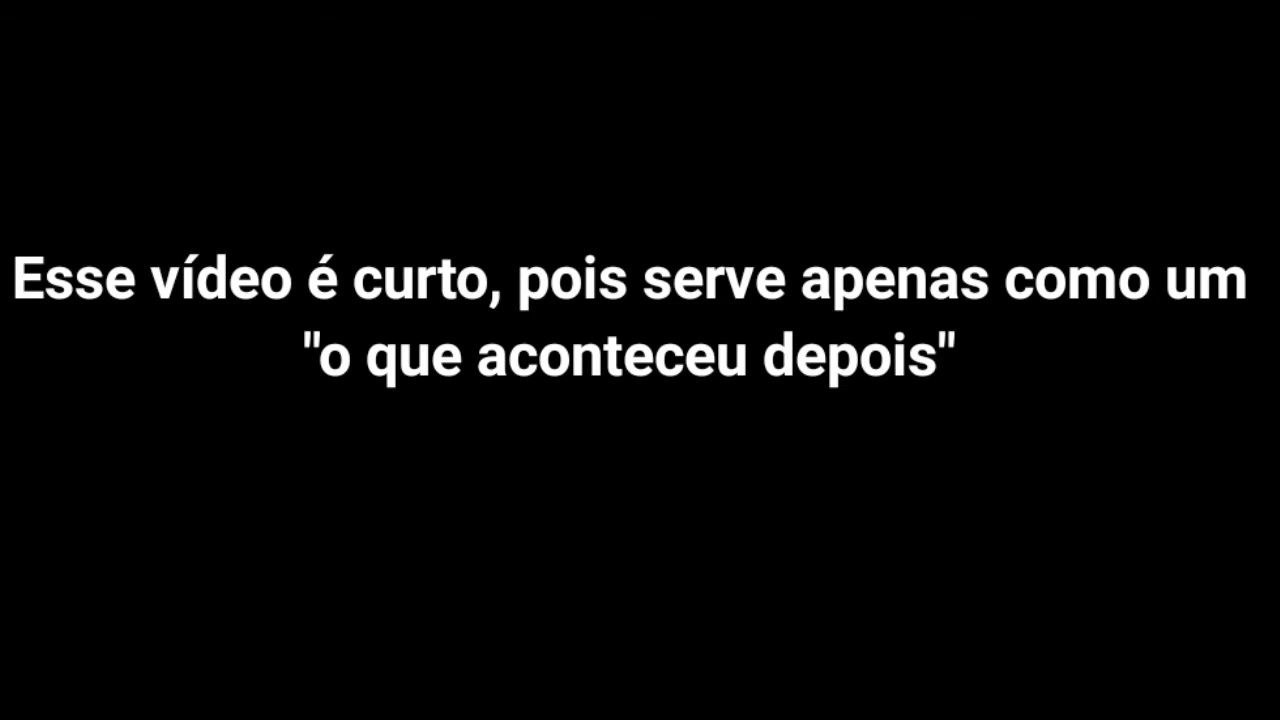 Esse vídeo é curto, pois serve apenas como um
"o que aconteceu depois"